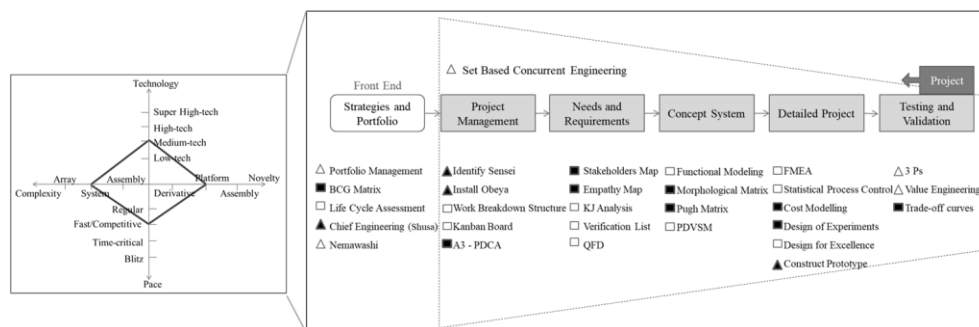 Technology
Super High-tech
High-tech
Medium-tech
Low-tech
Array
Assembly
Platform
Novelty
Complexity
System
Derivative
Assembly
Regular
Fast/Competitive
Time-critical
Blitz
Pace
Set Based Concurrent Engineering
Project
Front End
Strategies and
Portfolio
Project
Management
Needs and
Requirements
Concept System
Detailed Project
Testing and
Validation
Portfolio Management
BCG Matrix
Life Cycle Assessment
Chief Engineering (Shusa)
Nemawashi
Identify Sensei
Install Obeya
Work Breakdown Structure
Kanban Board
A3 - PDCA
Stakeholders Map
Empathy Map
KJ Analysis
Verification List
QFD
Functional Modeling
Morphological Matrix
Pugh Matrix
PDVSM
FMEA
Statistical Process Control
Cost Modelling
Design of Experiments
Design for Excellence
Construct Prototype
3 Ps
Value Engineering
Trade-off curves